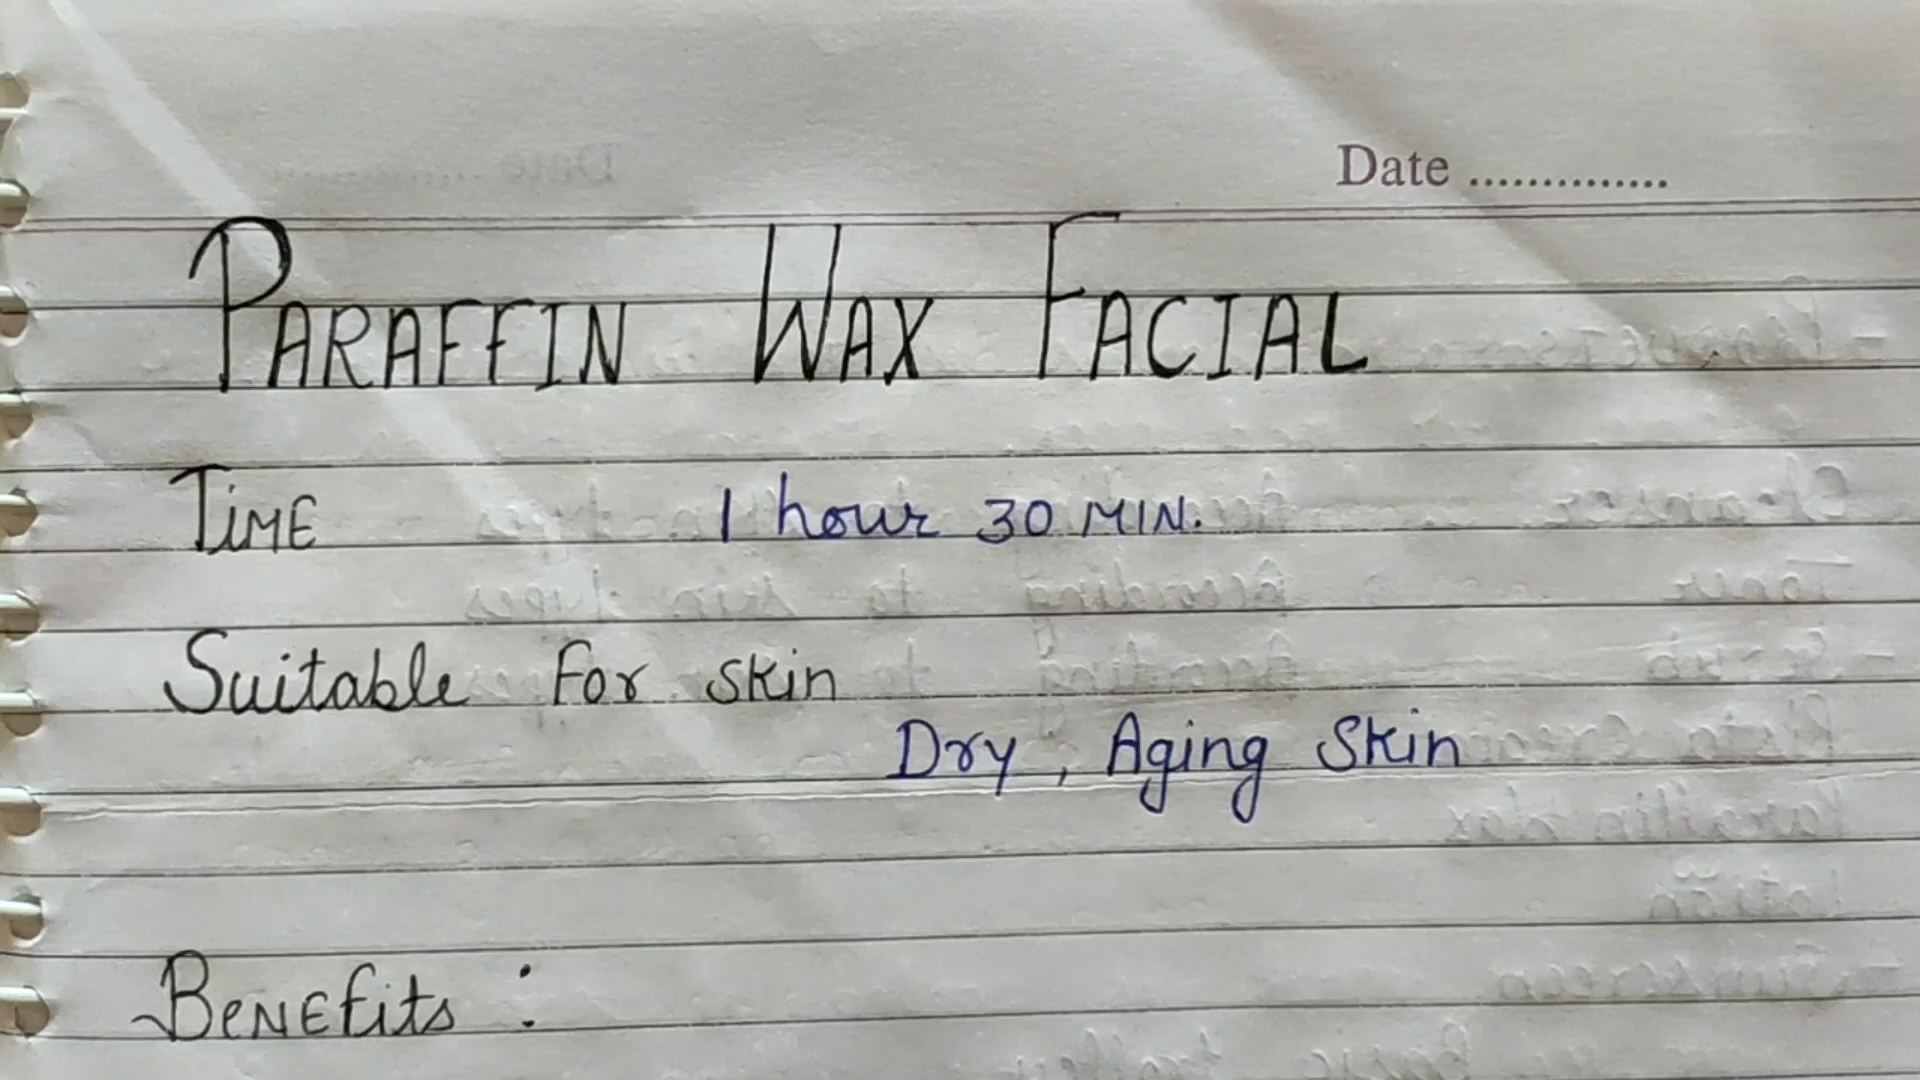 Date ..............
PARAFFIN WAX FACIAL
TIME 1 hour 30 MIN.
Suitable For skin
Dry, Aging Skin
BENEfits :